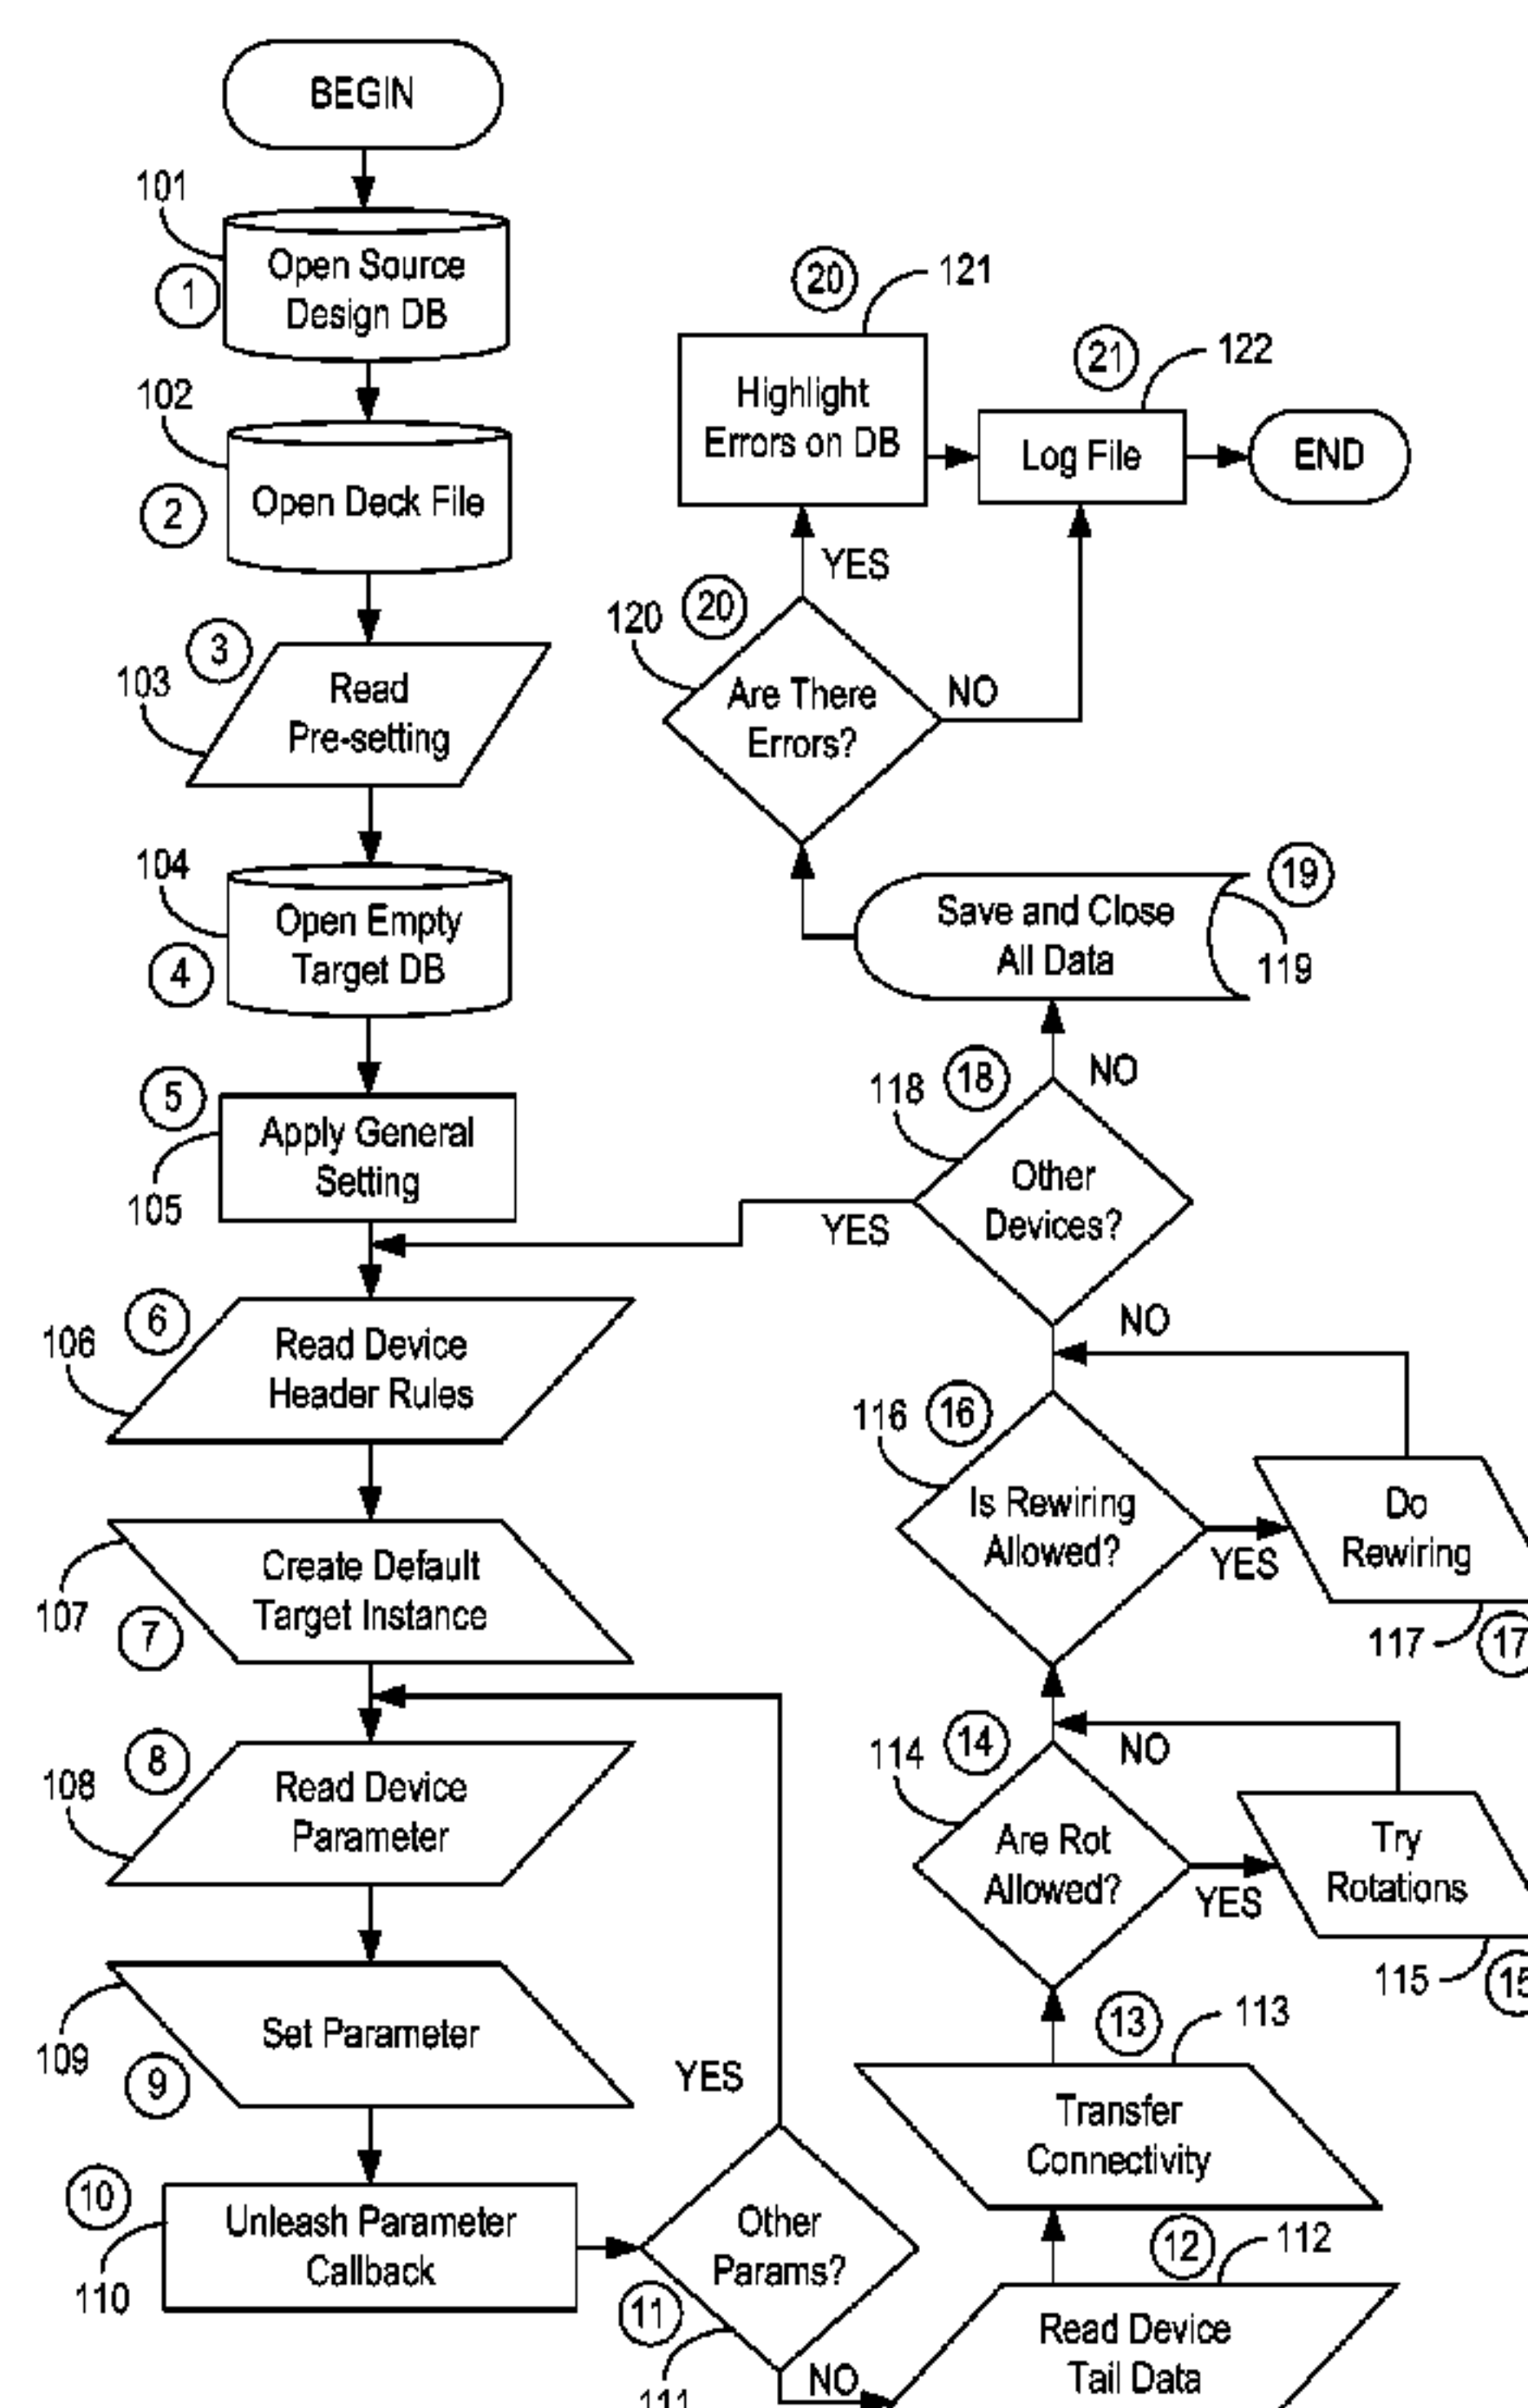 BEGIN
101
1
Open Source
Design DB
102
2
Open Deck File
3
103
Read
Pre-setting
104
4
Open Empty
Target DB
5
105
Apply General
Setting
6
106
Read Device
Header Rules
107
7
Create Default
Target Instance
8
108
Read Device
Parameter
109
9
Set Parameter
10
110
Unleash Parameter
Callback
YES
Other
Params?
11
111
NO
12
112
Read Device
Tail Data
13
113
Transfer
Connectivity
14
114
Are Rot
Allowed?
NO
YES
Try
Rotations
115
15
16
116
Is Rewiring
Allowed?
NO
YES
Do
Rewiring
117
17
18
118
Other
Devices?
YES
NO
19
119
Save and Close
All Data
20
120
Are There
Errors?
NO
YES
20
121
Highlight
Errors on DB
21
122
Log File
END